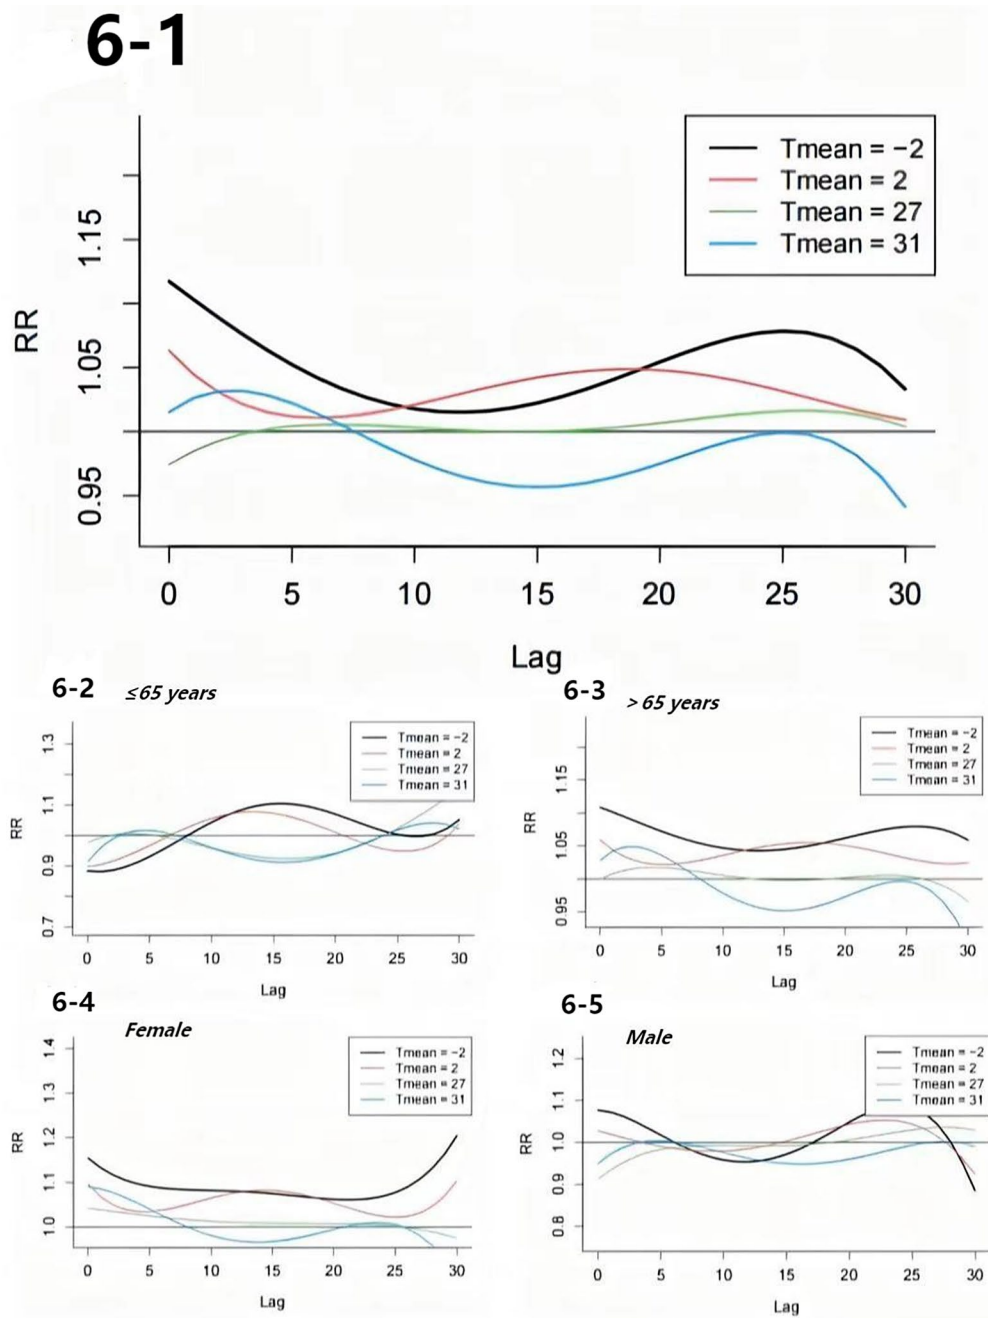 6-1
Tmean = −2
Tmean = 2
Tmean = 27
Tmean = 31
RR
1.15
1.05
0.95
0 5 10 15 20 25 30
Lag
6-2 ≤65 years
Tmean = −2
Tmean = 2
Tmean = 27
Tmean = 31
RR
1.3
1.1
0.9
0.7
0 5 10 15 20 25 30
Lag
6-3 > 65 years
Tmean = −2
Tmean = 2
Tmean = 27
Tmean = 31
RR
1.15
1.05
0.95
0 5 10 15 20 25 30
Lag
6-4
Female
Tmean = −2
Tmean = 2
Tmean = 27
Tmean = 31
RR
1.4
1.3
1.2
1.1
1.0
0 5 10 15 20 25 30
Lag
6-5
Male
Tmean = −2
Tmean = 2
Tmean = 27
Tmean = 31
RR
1.2
1.1
1.0
0.9
0.8
0 5 10 15 20 25 30
Lag